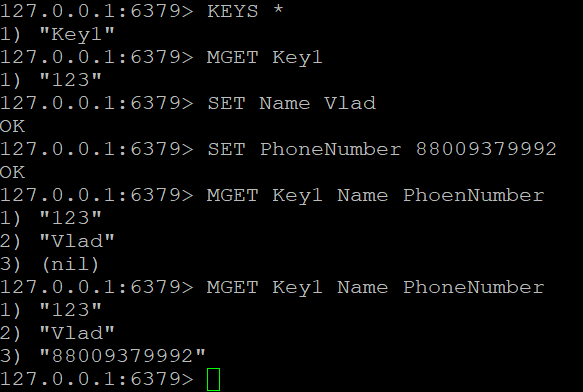 127.0.0.1:6379> KEYS *
1) "Key1"
127.0.0.1:6379> MGET Key1
1) "123"
127.0.0.1:6379> SET Name Vlad
OK
127.0.0.1:6379> SET PhoneNumber 88009379992
OK
127.0.0.1:6379> MGET Key1 Name PhoenNumber
1) "123"
2) "Vlad"
3) (nil)
127.0.0.1:6379> MGET Key1 Name PhoneNumber
1) "123"
2) "Vlad"
3) "88009379992"
127.0.0.1:6379>